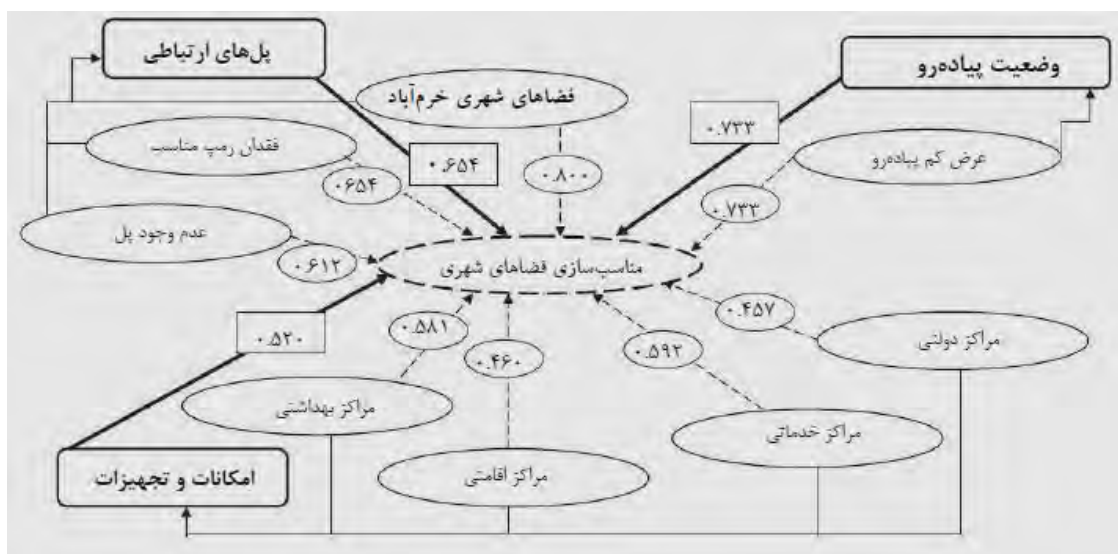 پل‌های ارتباطی
وضعیت پیاده‌رو
فضاهای شهری خرم‌آباد
فقدان رمپ مناسب
۰.۶۵۴
۰.۶۵۴
۰.۸۰۰
۰.۷۳۳
عرض کم پیاده‌رو
۰.۷۳۳
عدم وجود پل
۰.۶۱۲
مناسب‌سازی فضاهای شهری
۰.۵۲۰
۰.۵۸۱
۰.۴۶۰
۰.۵۹۲
۰.۴۵۷
مراکز دولتی
مراکز بهداشتی
مراکز خدماتی
مراکز اقامتی
امکانات و تجهیزات